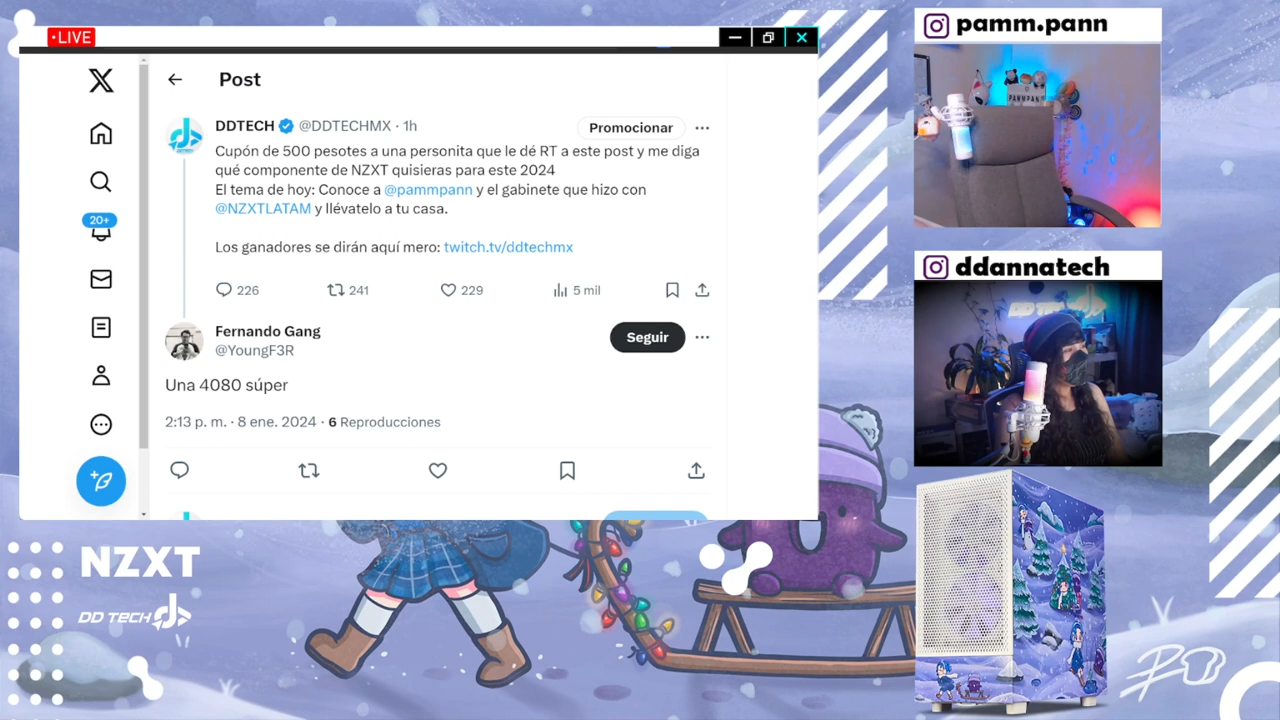 • LIVE
Post
DDTECH @DDTECHMX · 1h
Promocionar
Cupón de 500 pesotes a una personita que le dé RT a este post y me diga
qué componente de NZXT quisieras para este 2024
El tema de hoy: Conoce a @pammpann y el gabinete que hizo con
@NZXTLATAM y llévatelo a tu casa.
Los ganadores se dirán aquí mero: twitch.tv/ddtechmx
226 241 229 5 mil
20+
Fernando Gang
@YoungF3R
Seguir
Una 4080 súper
2:13 p. m. · 8 ene. 2024 · 6 Reproducciones
pamm.pann
PAMMPANN
ddannatech
NZXT
DD TECH